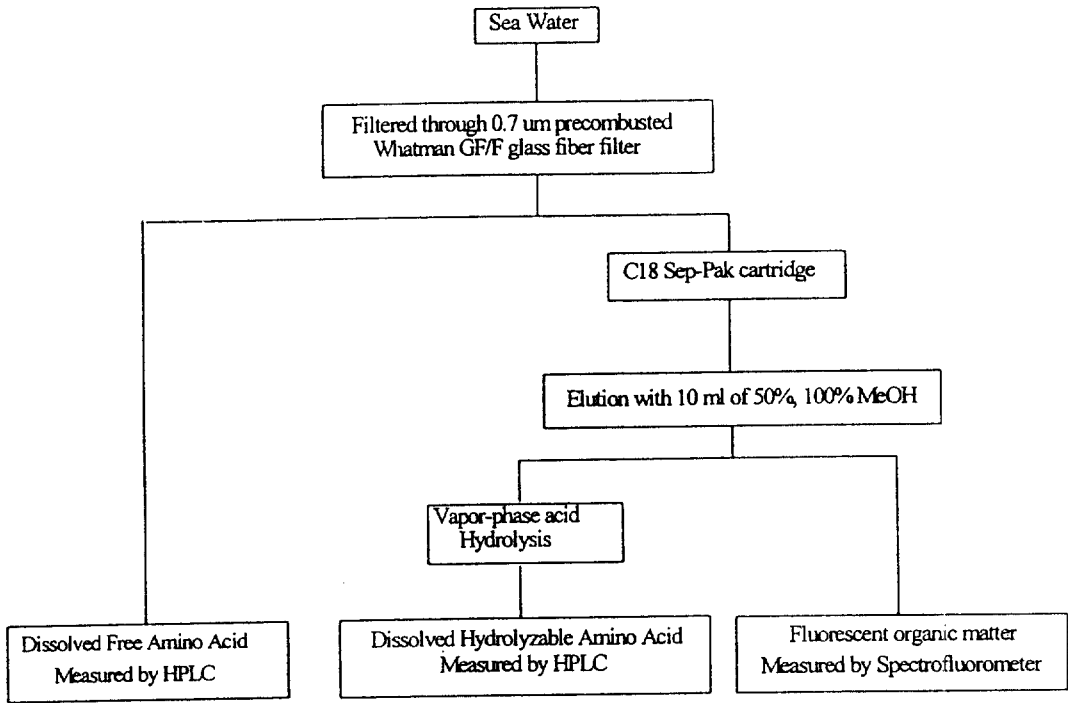 Sea Water
Filtered through 0.7 um precombusted
Whatman GF/F glass fiber filter
C18 Sep-Pak cartridge
Elution with 10 ml of 50%, 100% MeOH
Vapor-phase acid
Hydrolysis
Dissolved Free Amino Acid
Measured by HPLC
Dissolved Hydrolyzable Amino Acid
Measured by HPLC
Fluorescent organic matter
Measured by Spectrofluorometer